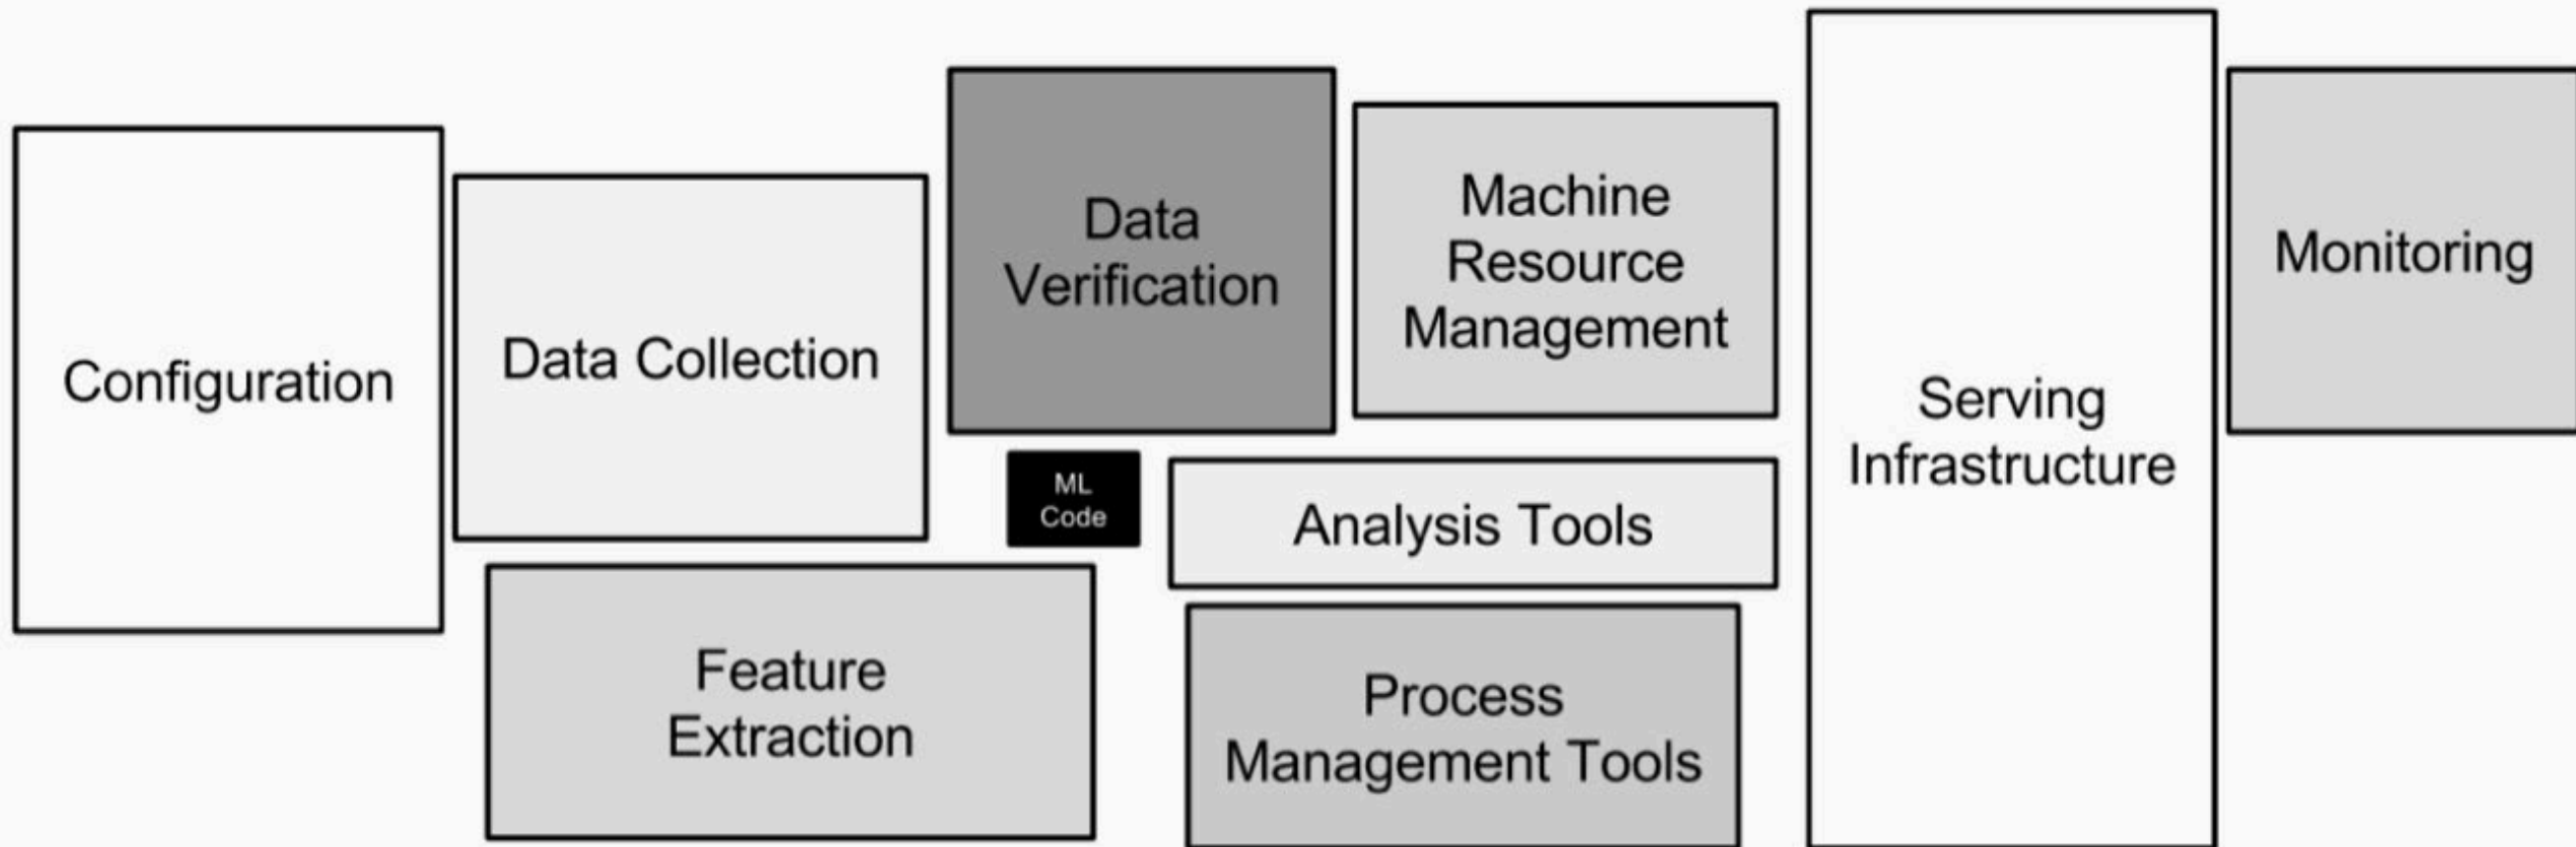 Configuration
Data Collection
Data
Verification
Machine
Resource
Management
Serving
Infrastructure
Monitoring
ML
Code
Analysis Tools
Feature
Extraction
Process
Management Tools